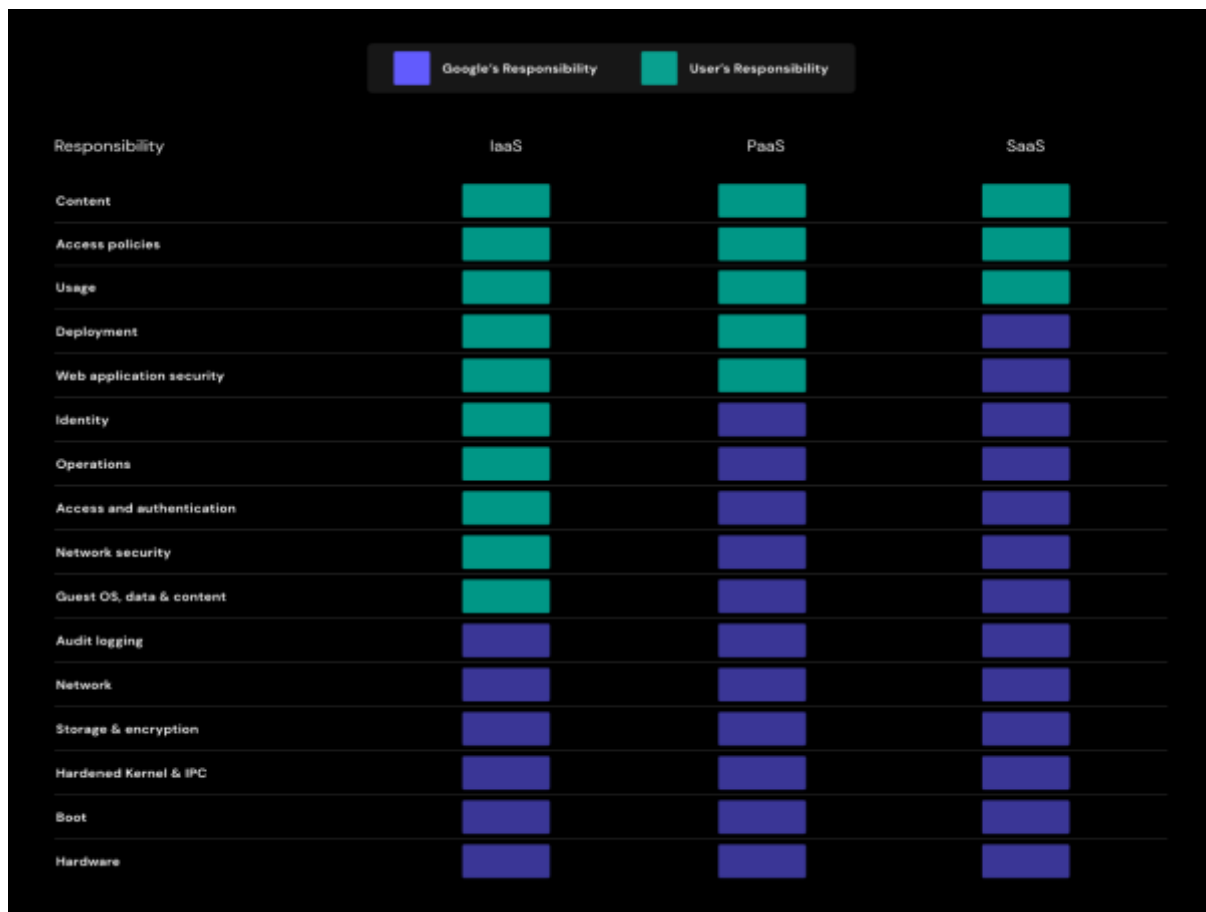 Google's Responsibility User's Responsibility
Responsibility IaaS PaaS SaaS
Content
Access policies
Usage
Deployment
Web application security
Identity
Operations
Access and authentication
Network security
Guest OS, data & content
Audit logging
Network
Storage & encryption
Hardened Kernel & IPC
Boot
Hardware